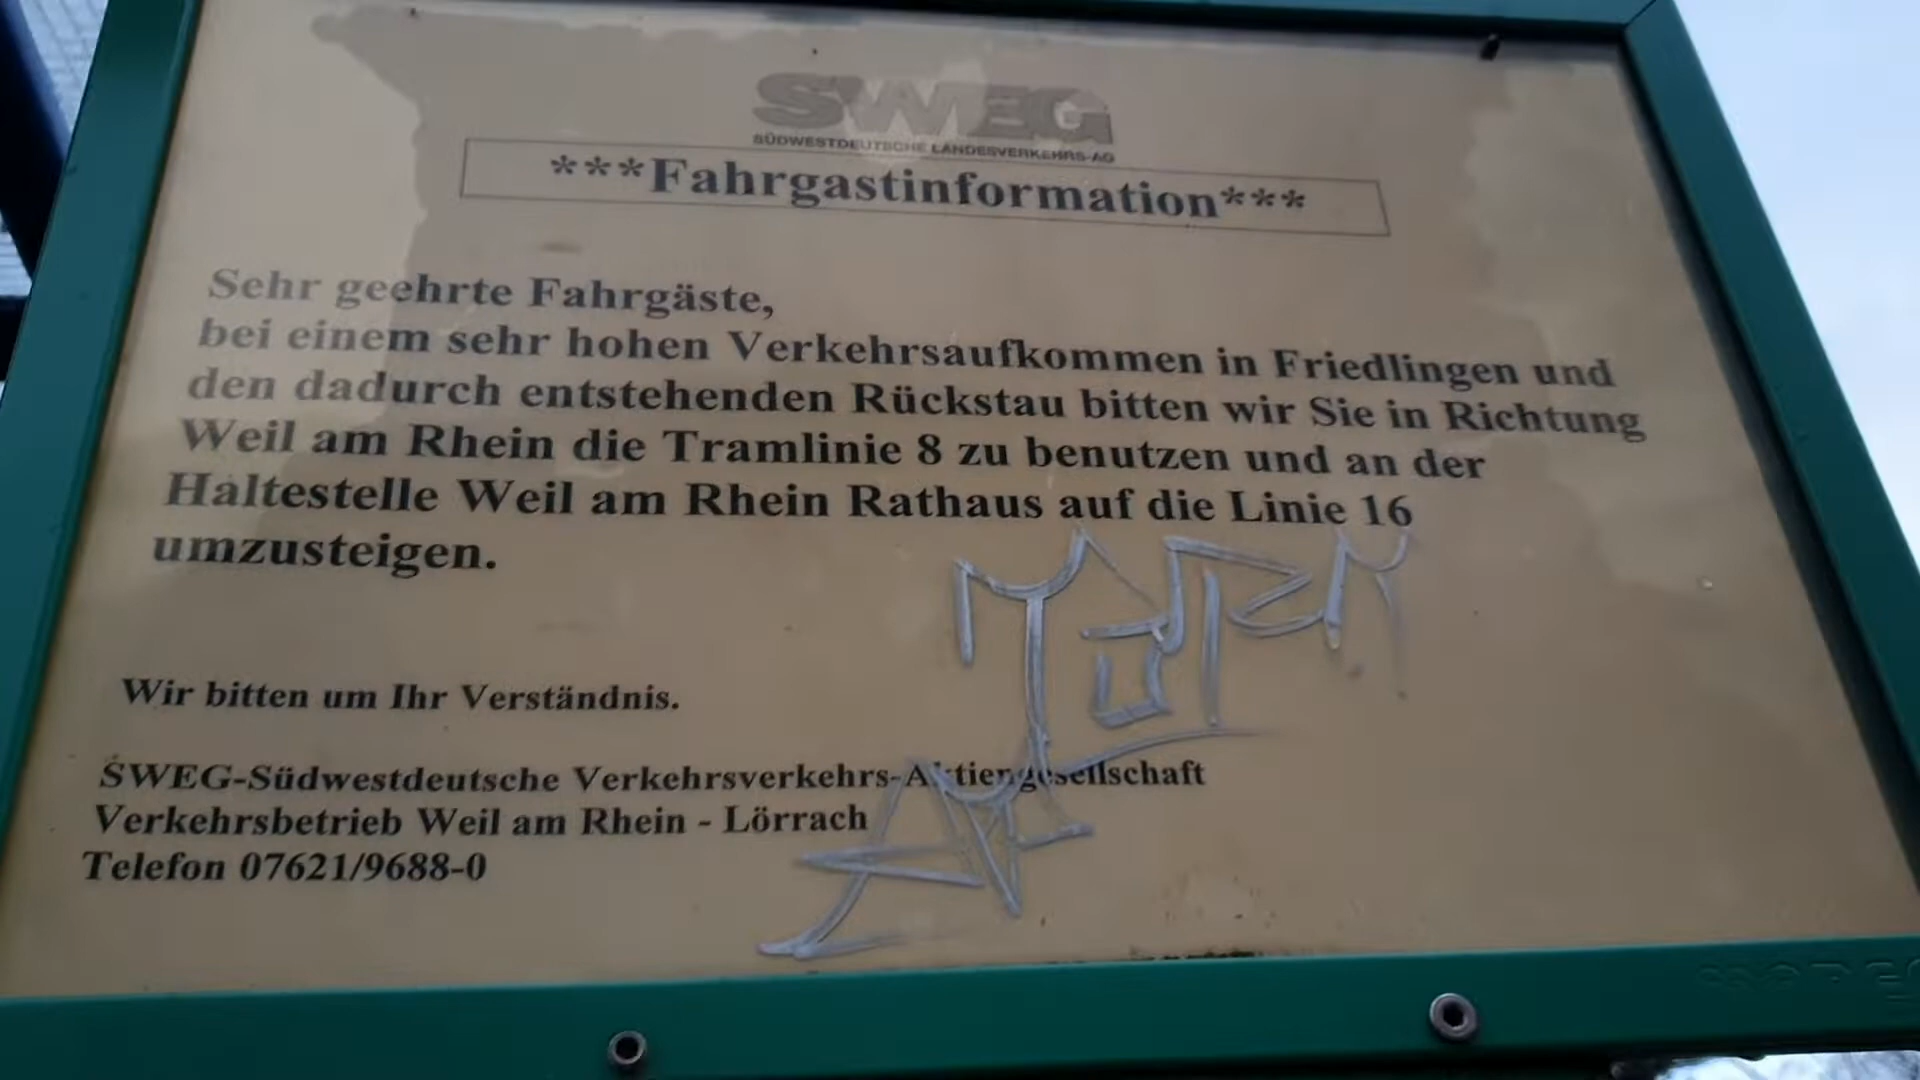 SWEG
SÜDWESTDEUTSCHE LANDESVERKEHRS-AG
***Fahrgastinformation***
Sehr geehrte Fahrgäste,
bei einem sehr hohen Verkehrsaufkommen in Friedlingen und
den dadurch entstehenden Rückstau bitten wir Sie in Richtung
Weil am Rhein die Tramlinie 8 zu benutzen und an der
Haltestelle Weil am Rhein Rathaus auf die Linie 16
umzusteigen.
Wir bitten um Ihr Verständnis.
SWEG-Südwestdeutsche Verkehrsverkehrs-Aktiengesellschaft
Verkehrsbetrieb Weil am Rhein - Lörrach
Telefon 07621/9688-0